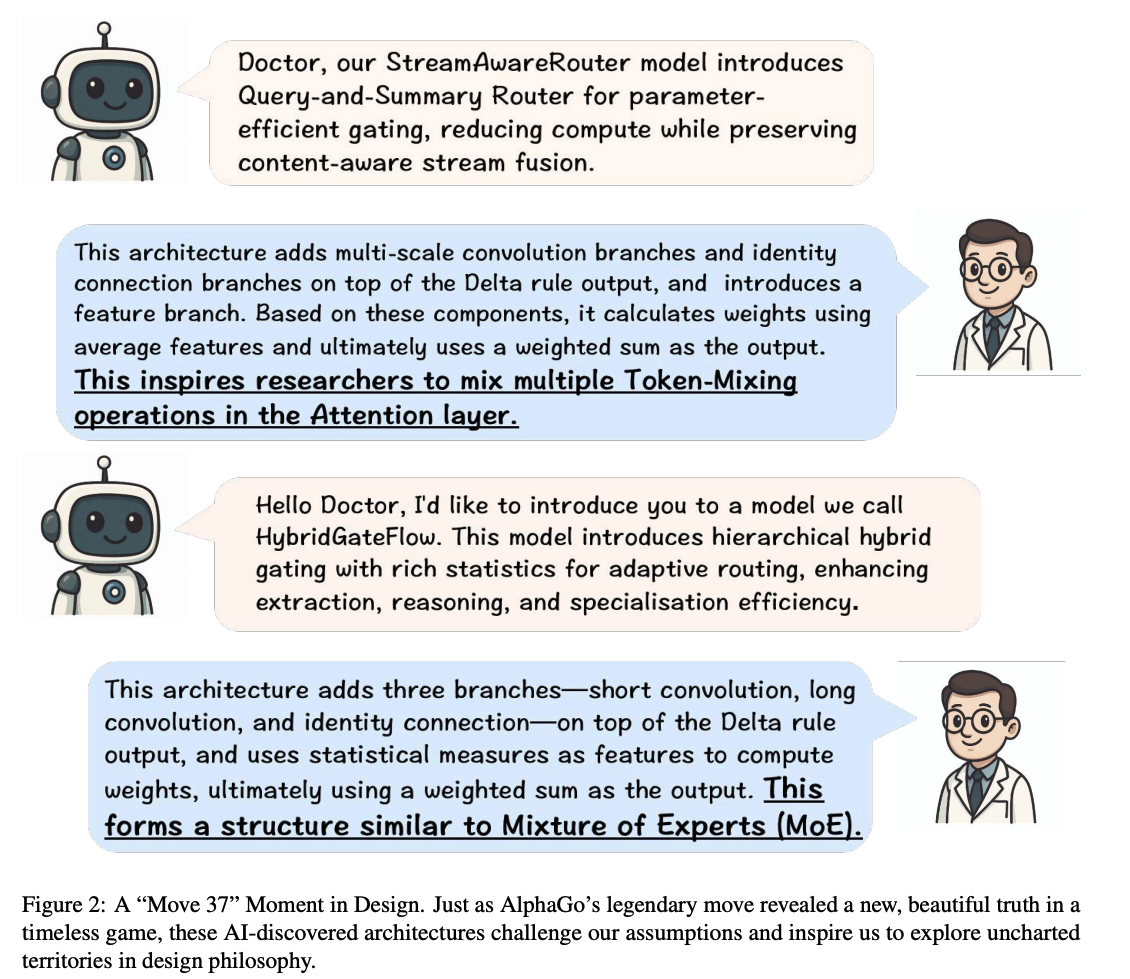 Doctor, our StreamAwareRouter model introduces
Query-and-Summary Router for parameter-
efficient gating, reducing compute while preserving
content-aware stream fusion.
This architecture adds multi-scale convolution branches and identity
connection branches on top of the Delta rule output, and introduces a
feature branch. Based on these components, it calculates weights using
average features and ultimately uses a weighted sum as the output.
This inspires researchers to mix multiple Token-Mixing
operations in the Attention layer.
Hello Doctor, I'd like to introduce you to a model we call
HybridGateFlow. This model introduces hierarchical hybrid
gating with rich statistics for adaptive routing, enhancing
extraction, reasoning, and specialisation efficiency.
This architecture adds three branches—short convolution, long
convolution, and identity connection—on top of the Delta rule
output, and uses statistical measures as features to compute
weights, ultimately using a weighted sum as the output. This
forms a structure similar to Mixture of Experts (MoE).
Figure 2: A “Move 37” Moment in Design. Just as AlphaGo’s legendary move revealed a new, beautiful truth in a
timeless game, these AI-discovered architectures challenge our assumptions and inspire us to explore uncharted
territories in design philosophy.